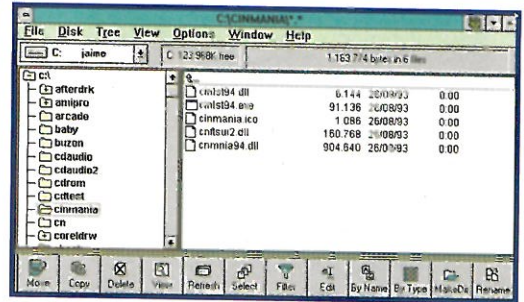 C:\CINMANIA\*.*
File Disk Tree View Options Window Help
C: jaime
C: 123.968K free
1.163.774 bytes in 6 files
c:\
afterdrk
amipro
arcade
baby
buzon
cdaudio
cdaudio2
cdrom
cdtest
cinmania
cn
coreldrw
cinlst94.dll 6.144 26/08/93 0:00
cinlst94.exe 91.136 26/08/93 0:00
cinmania.ico 1.086 26/08/93 0:00
cnftsui2.dll 160.768 26/08/93 0:00
cnmnia94.dll 904.640 26/08/93 0:00
Move Copy Delete View Refresh Select Filter Edit By Name By Type MakeDir Rename